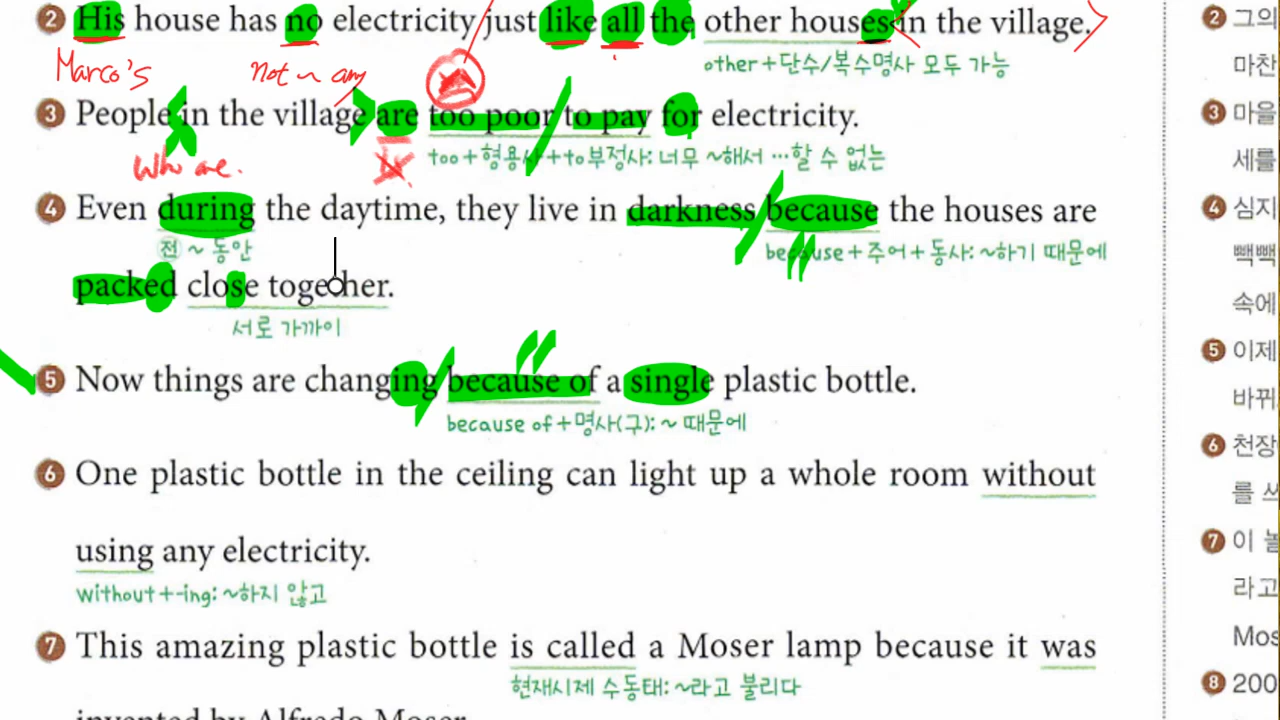 ② His house has no electricity just like all the other houses in the village.
Marco's not ~ any other+단수/복수명사 모두 가능
③ People in the village are too poor to pay for electricity.
who are. too+형용사+to부정사: 너무 ~해서 …할 수 없는
④ Even during the daytime, they live in darkness because the houses are
전 ~ 동안 because+주어+동사: ~하기 때문에
packed close together.
서로 가까이
⑤ Now things are changing because of a single plastic bottle.
because of+명사(구): ~ 때문에
⑥ One plastic bottle in the ceiling can light up a whole room without
using any electricity.
without+-ing: ~하지 않고
⑦ This amazing plastic bottle is called a Moser lamp because it was
현재시제 수동태: ~라고 불리다
invented by Alfredo Moser.
② 그의
마찬
③ 마을
세를
④ 심지
빽빽
속에
⑤ 이제
바뀌
⑥ 천장
를 쓰
⑦ 이 놀
라고
Mos
⑧ 200